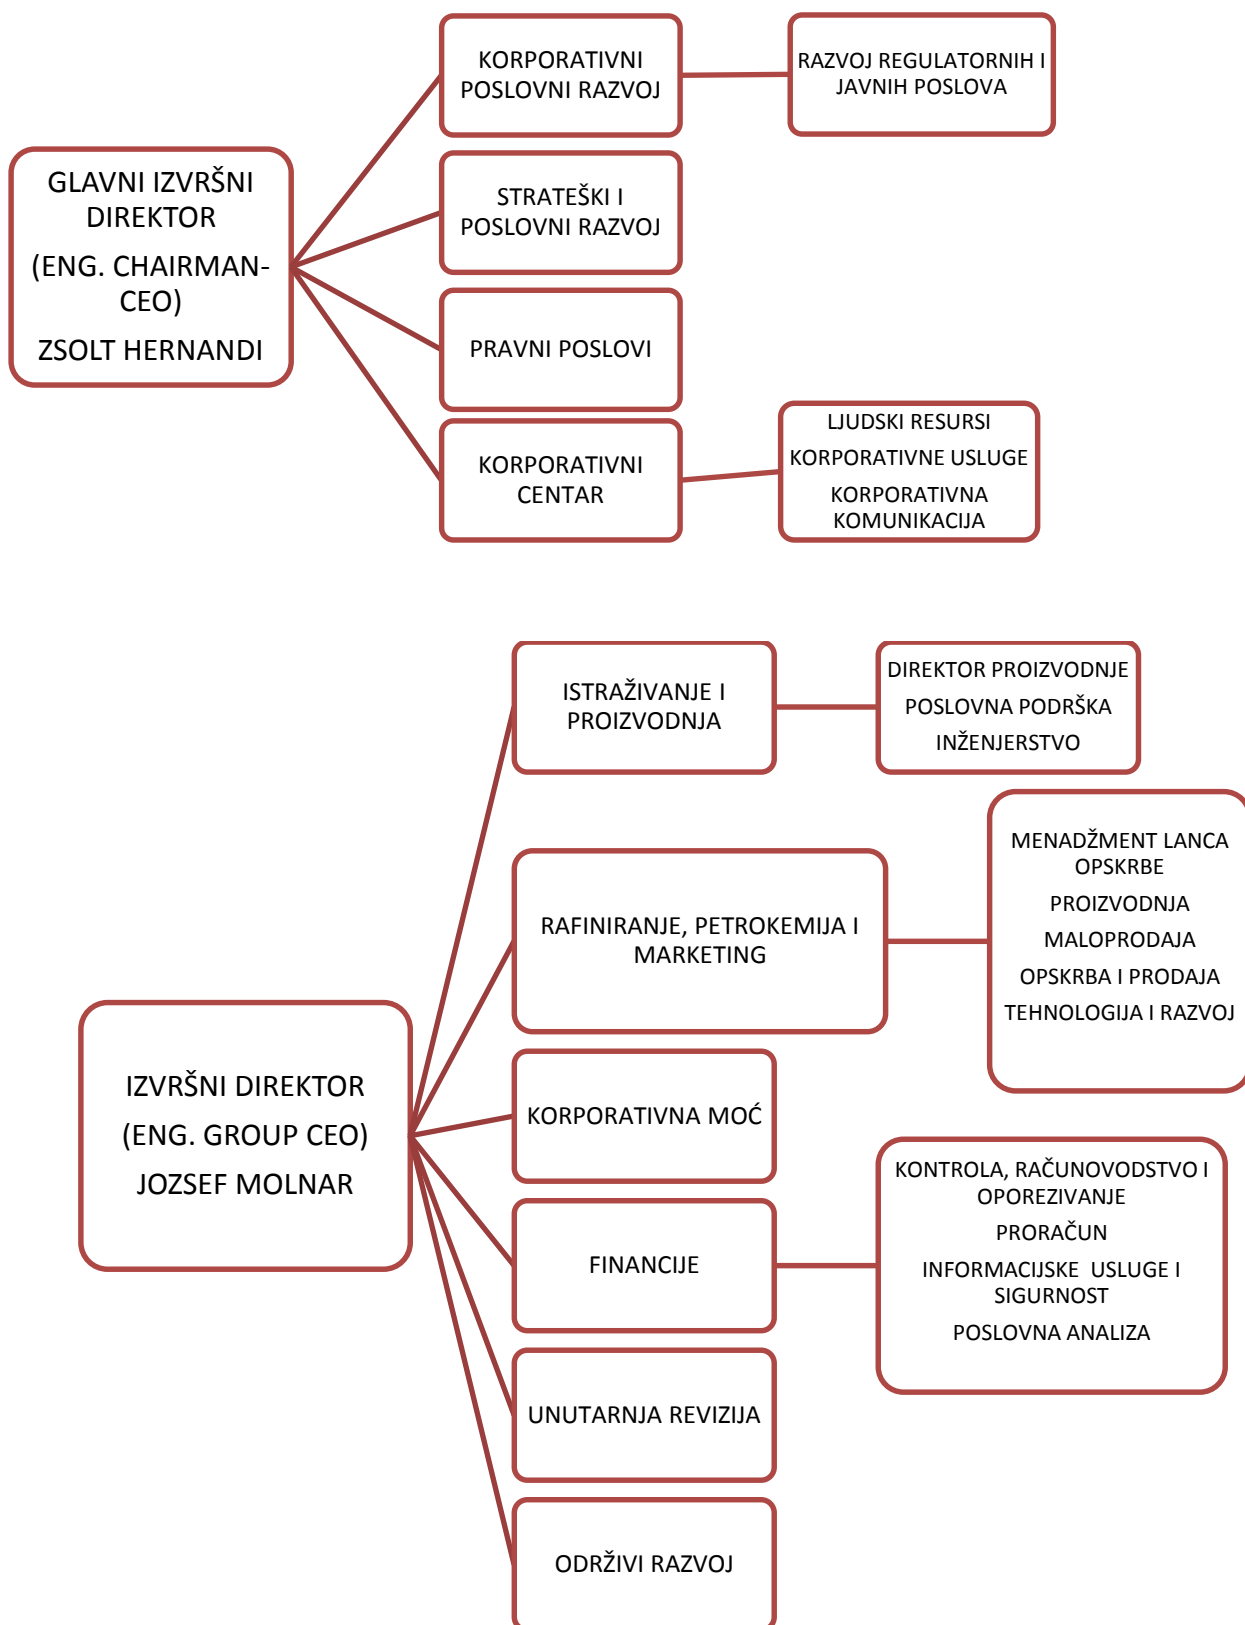 GLAVNI IZVRŠNI
DIREKTOR
(ENG. CHAIRMAN-
CEO)
ZSOLT HERNANDI
KORPORATIVNI
POSLOVNI RAZVOJ
RAZVOJ REGULATORNIH I
JAVNIH POSLOVA
STRATEŠKI I
POSLOVNI RAZVOJ
PRAVNI POSLOVI
KORPORATIVNI
CENTAR
LJUDSKI RESURSI
KORPORATIVNE USLUGE
KORPORATIVNA
KOMUNIKACIJA
IZVRŠNI DIREKTOR
(ENG. GROUP CEO)
JOZSEF MOLNAR
ISTRAŽIVANJE I
PROIZVODNJA
DIREKTOR PROIZVODNJE
POSLOVNA PODRŠKA
INŽENJERSTVO
RAFINIRANJE, PETROKEMIJA I
MARKETING
MENADŽMENT LANCA
OPSKRBE
PROIZVODNJA
MALOPRODAJA
OPSKRBA I PRODAJA
TEHNOLOGIJA I RAZVOJ
KORPORATIVNA MOĆ
FINANCIJE
KONTROLA, RAČUNOVODSTVO I
OPOREZIVANJE
PRORAČUN
INFORMACIJSKE USLUGE I
SIGURNOST
POSLOVNA ANALIZA
UNUTARNJA REVIZIJA
ODRŽIVI RAZVOJ